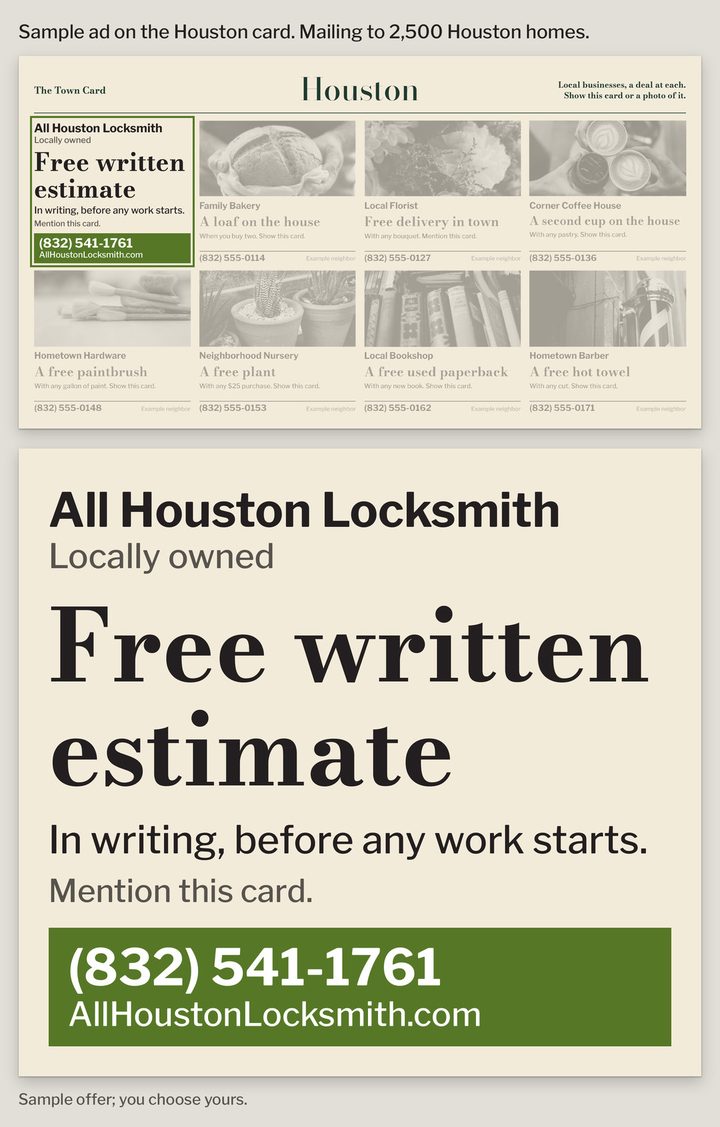 Sample ad on the Houston card. Mailing to 2,500 Houston homes.
The Town Card
Houston
Local businesses, a deal at each.
Show this card or a photo of it.
All Houston Locksmith
Locally owned
Free written
estimate
In writing, before any work starts.
Mention this card.
(832) 541-1761
AllHoustonLocksmith.com
Family Bakery
A loaf on the house
When you buy two. Show this card.
(832) 555-0114
Example neighbor
Local Florist
Free delivery in town
With any bouquet. Mention this card.
(832) 555-0127
Example neighbor
Corner Coffee House
A second cup on the house
With any pastry. Show this card.
(832) 555-0136
Example neighbor
Hometown Hardware
A free paintbrush
With any gallon of paint. Show this card.
(832) 555-0148
Example neighbor
Neighborhood Nursery
A free plant
With any $25 purchase. Show this card.
(832) 555-0153
Example neighbor
Local Bookshop
A free used paperback
With any new book. Show this card.
(832) 555-0162
Example neighbor
Hometown Barber
A free hot towel
With any cut. Show this card.
(832) 555-0171
Example neighbor
All Houston Locksmith
Locally owned
Free written
estimate
In writing, before any work starts.
Mention this card.
(832) 541-1761
AllHoustonLocksmith.com
Sample offer; you choose yours.